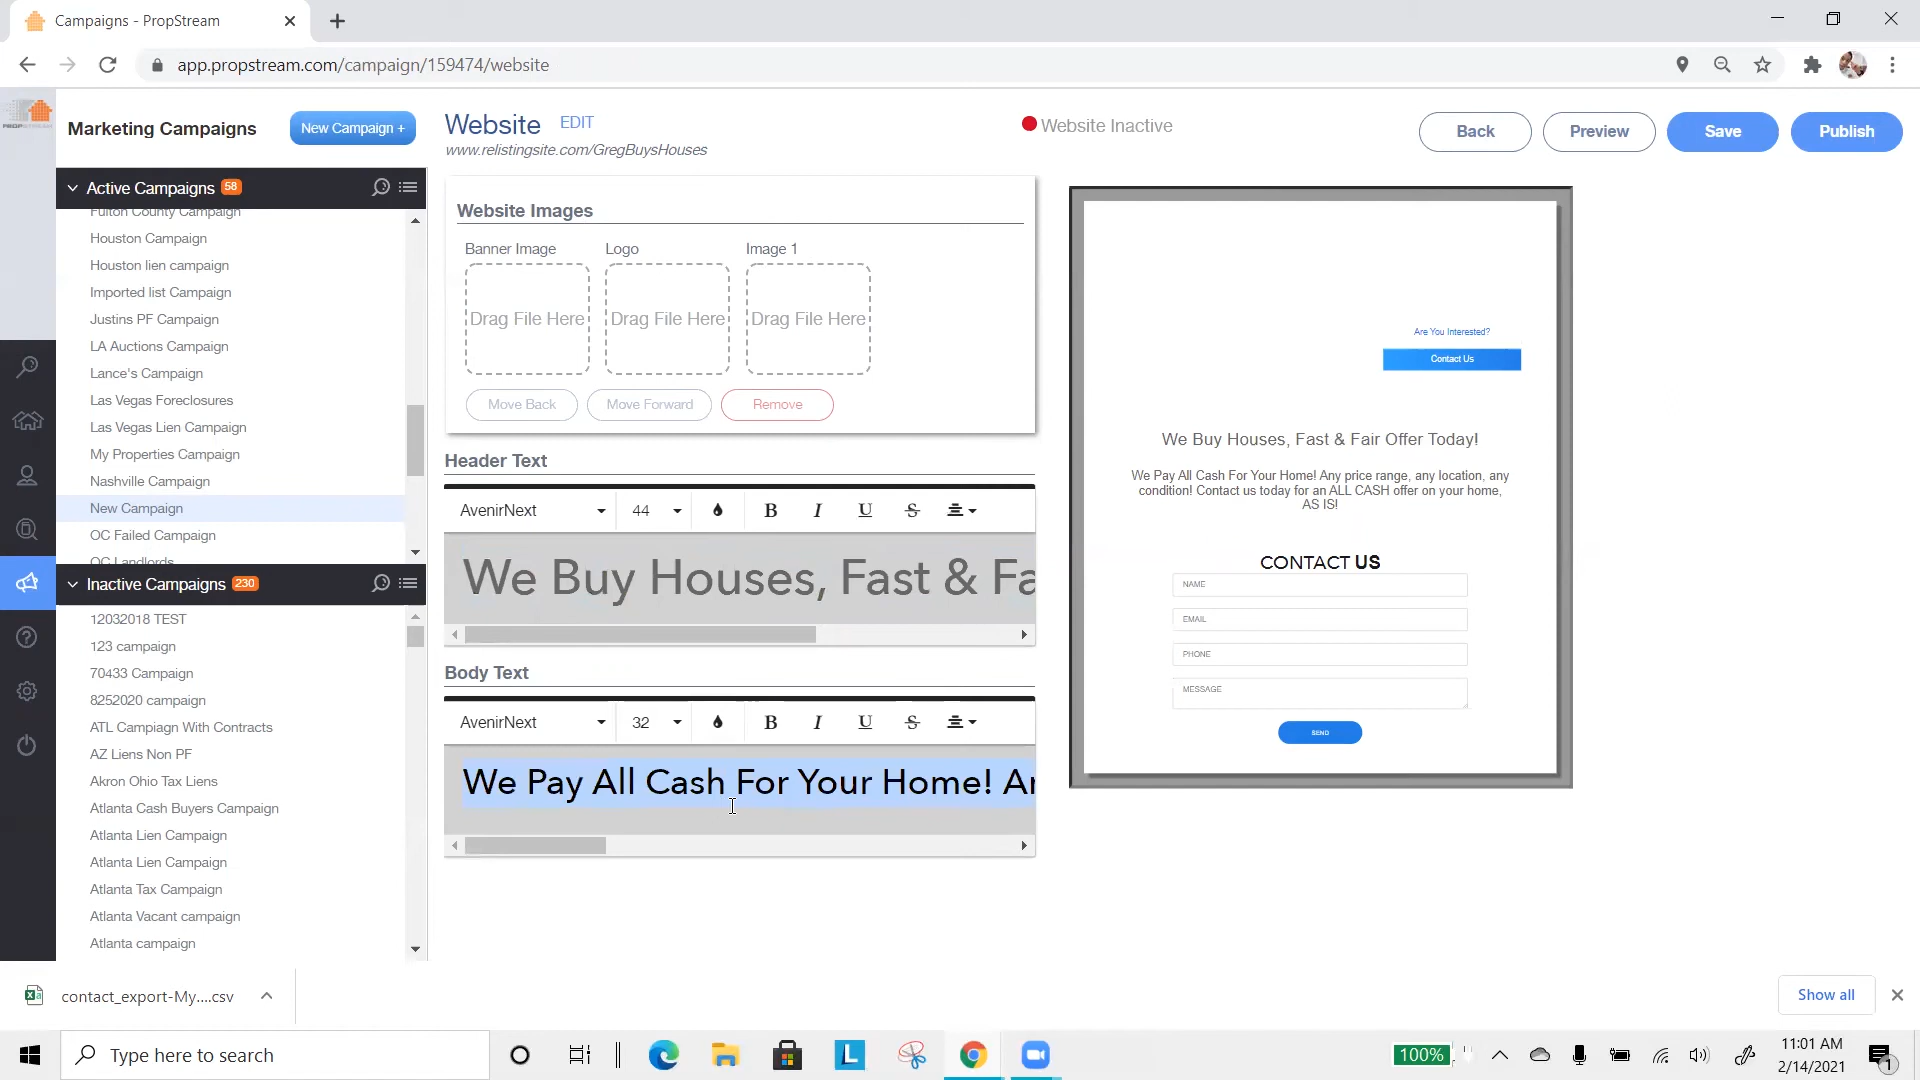 Campaigns - PropStream
app.propstream.com/campaign/159474/website
Marketing Campaigns
New Campaign +
Website EDIT
www.relistingsite.com/GregBuysHouses
Website Inactive
Back
Preview
Save
Publish
Active Campaigns 58
Fulton County Campaign
Houston Campaign
Houston lien campaign
Imported list Campaign
Justins PF Campaign
LA Auctions Campaign
Lance's Campaign
Las Vegas Foreclosures
Las Vegas Lien Campaign
My Properties Campaign
Nashville Campaign
New Campaign
OC Failed Campaign
OC Landlords
Inactive Campaigns 230
12032018 TEST
123 campaign
70433 Campaign
8252020 campaign
ATL Campiagn With Contracts
AZ Liens Non PF
Akron Ohio Tax Liens
Atlanta Cash Buyers Campaign
Atlanta Lien Campaign
Atlanta Lien Campaign
Atlanta Tax Campaign
Atlanta Vacant campaign
Atlanta campaign
Website Images
Banner Image Logo Image 1
Drag File Here Drag File Here Drag File Here
Move Back Move Forward Remove
Header Text
AvenirNext 44 B I U S
We Buy Houses, Fast & Fa
Body Text
AvenirNext 32 B I U S
We Pay All Cash For Your Home! Ar
Are You Interested?
Contact Us
We Buy Houses, Fast & Fair Offer Today!
We Pay All Cash For Your Home! Any price range, any location, any
condition! Contact us today for an ALL CASH offer on your home,
AS IS!
CONTACT US
NAME
EMAIL
PHONE
MESSAGE
SEND
contact_export-My....csv
Show all
Type here to search
L
100%
11:01 AM
2/14/2021
1